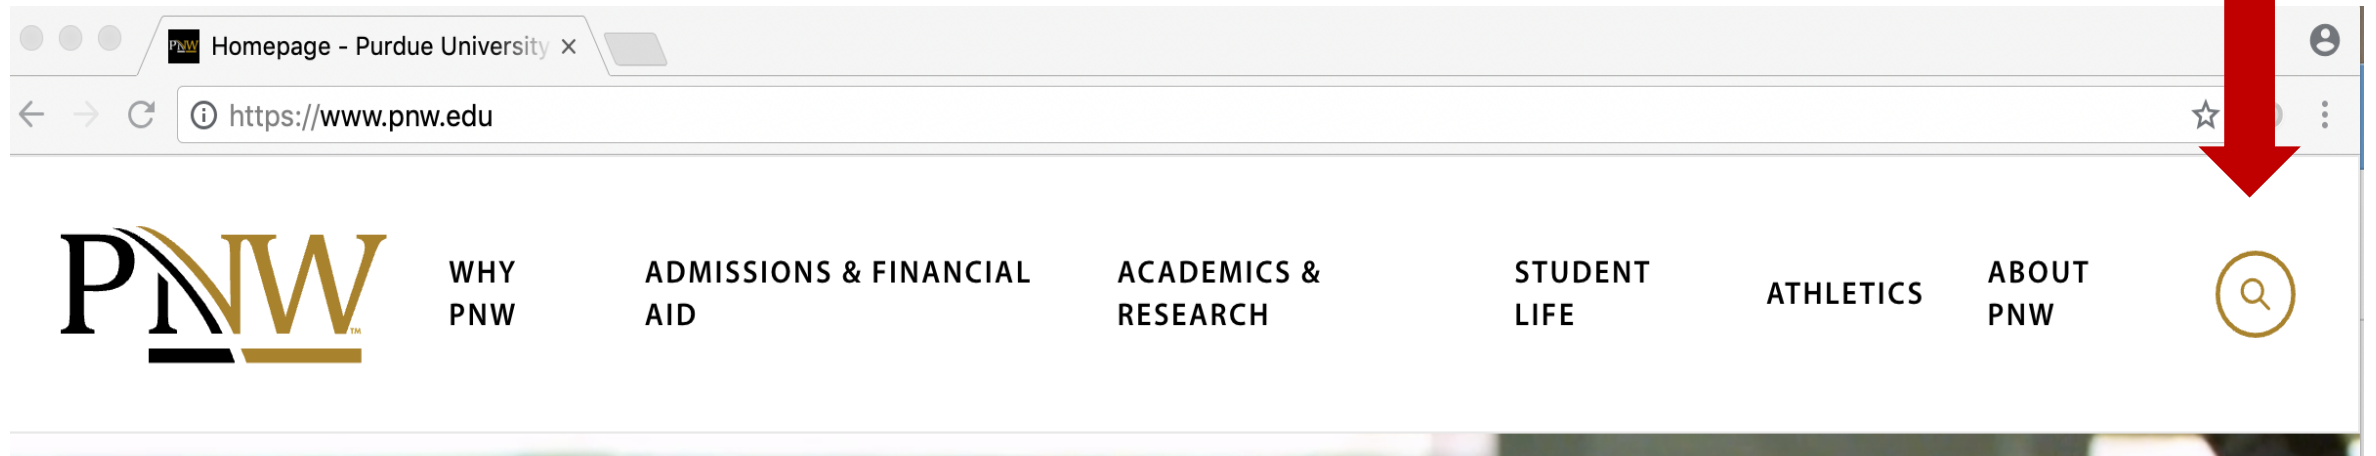 PNW Homepage - Purdue University
https://www.pnw.edu
PNW™
WHY
PNW
ADMISSIONS & FINANCIAL
AID
ACADEMICS &
RESEARCH
STUDENT
LIFE
ATHLETICS
ABOUT
PNW